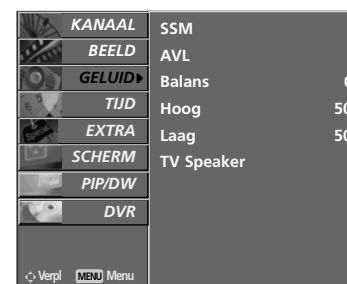 KANAAL
BEELD
GELUID
TIJD
EXTRA
SCHERM
PIP/DW
DVR
Verpl MENU Menu
SSM
AVL
Balans
Hoog 50
Laag 50
TV Speaker